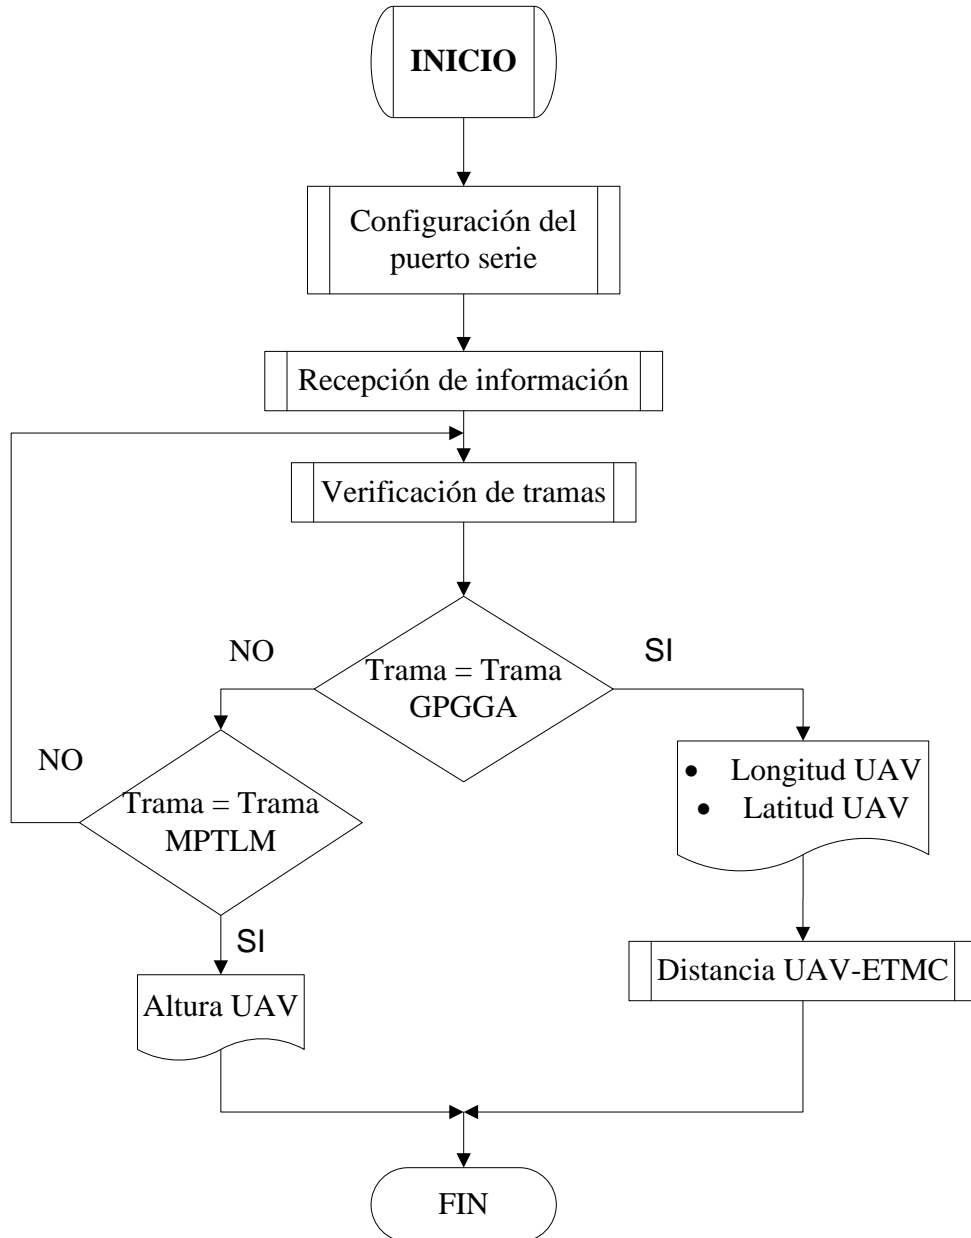 INICIO
Configuración del
puerto serie
Recepción de información
Verificación de tramas
NO
SI
Trama = Trama
GPGGA
NO
Trama = Trama
MPTLM
• Longitud UAV
• Latitud UAV
SI
Distancia UAV-ETMC
Altura UAV
FIN